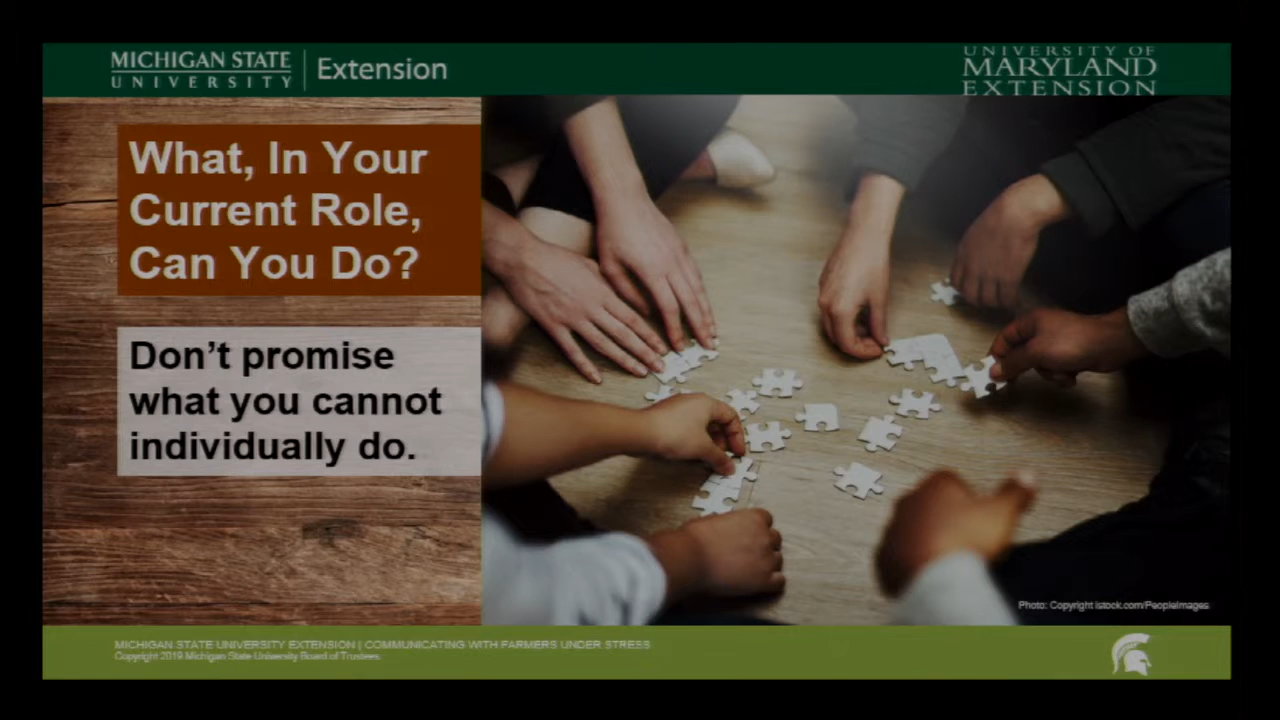 MICHIGAN STATE
UNIVERSITY
Extension
UNIVERSITY OF
MARYLAND
EXTENSION
What, In Your
Current Role,
Can You Do?
Don't promise
what you cannot
individually do.
Photo: Copyright istock.com/PeopleImages
MICHIGAN STATE UNIVERSITY EXTENSION | COMMUNICATING WITH FARMERS UNDER STRESS
Copyright 2019 Michigan State University Board of Trustees.